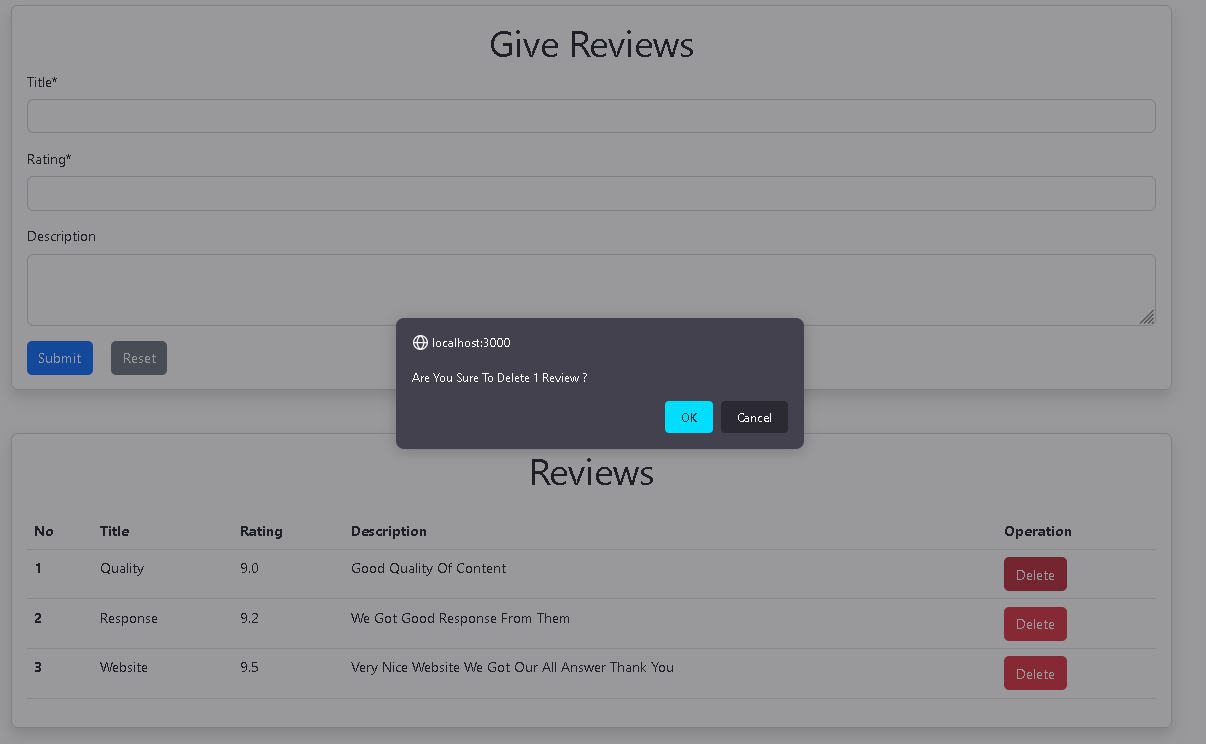 Give Reviews
Title*
Rating*
Description
Submit Reset
localhost:3000
Are You Sure To Delete 1 Review ?
OK Cancel
Reviews
No Title Rating Description Operation
1 Quality 9.0 Good Quality Of Content Delete
2 Response 9.2 We Got Good Response From Them Delete
3 Website 9.5 Very Nice Website We Got Our All Answer Thank You Delete